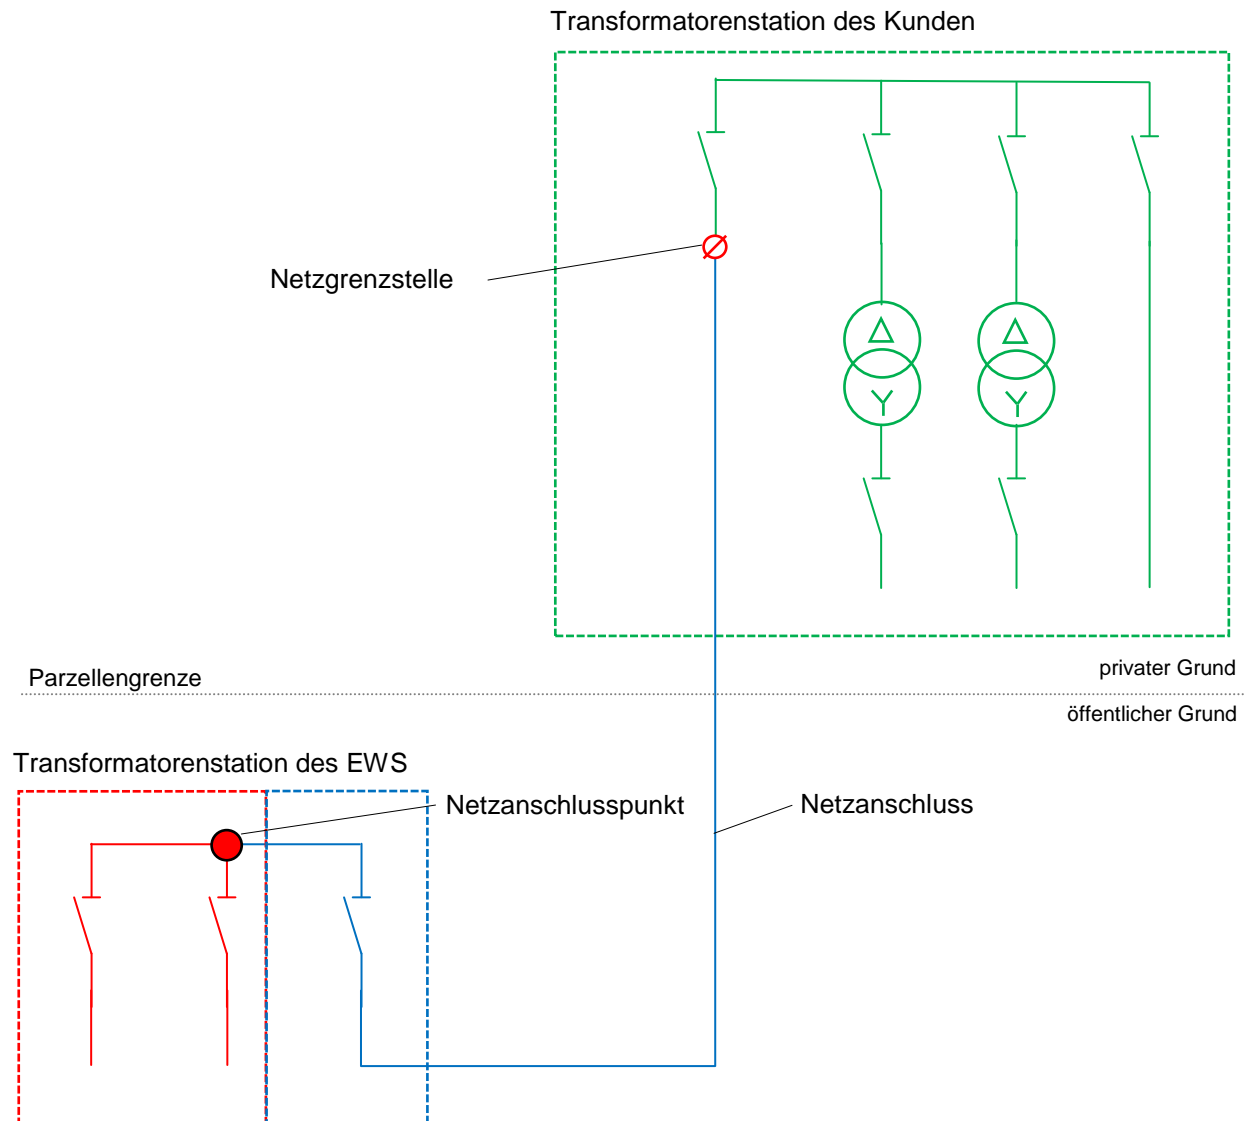 Transformatorenstation des Kunden
Netzgrenzstelle
Parzellengrenze
privater Grund
öffentlicher Grund
Transformatorenstation des EWS
Netzanschlusspunkt
Netzanschluss